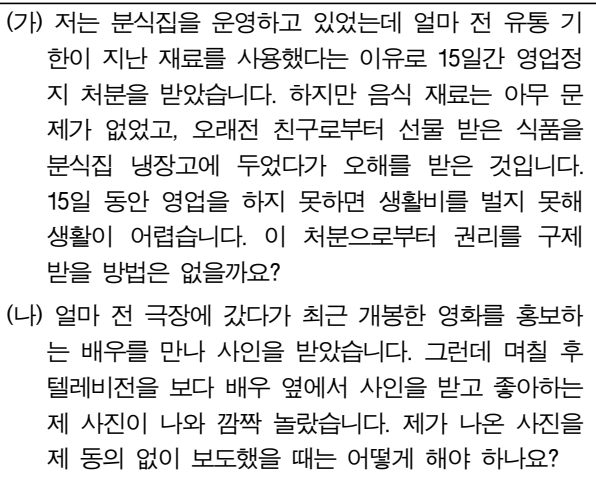 (가) 저는 분식집을 운영하고 있었는데 얼마 전 유통 기
한이 지난 재료를 사용했다는 이유로 15일간 영업정
지 처분을 받았습니다. 하지만 음식 재료는 아무 문
제가 없었고, 오래전 친구로부터 선물 받은 식품을
분식집 냉장고에 두었다가 오해를 받은 것입니다.
15일 동안 영업을 하지 못하면 생활비를 벌지 못해
생활이 어렵습니다. 이 처분으로부터 권리를 구제
받을 방법은 없을까요?
(나) 얼마 전 극장에 갔다가 최근 개봉한 영화를 홍보하
는 배우를 만나 사인을 받았습니다. 그런데 며칠 후
텔레비전을 보다 배우 옆에서 사인을 받고 좋아하는
제 사진이 나와 깜짝 놀랐습니다. 제가 나온 사진을
제 동의 없이 보도했을 때는 어떻게 해야 하나요?